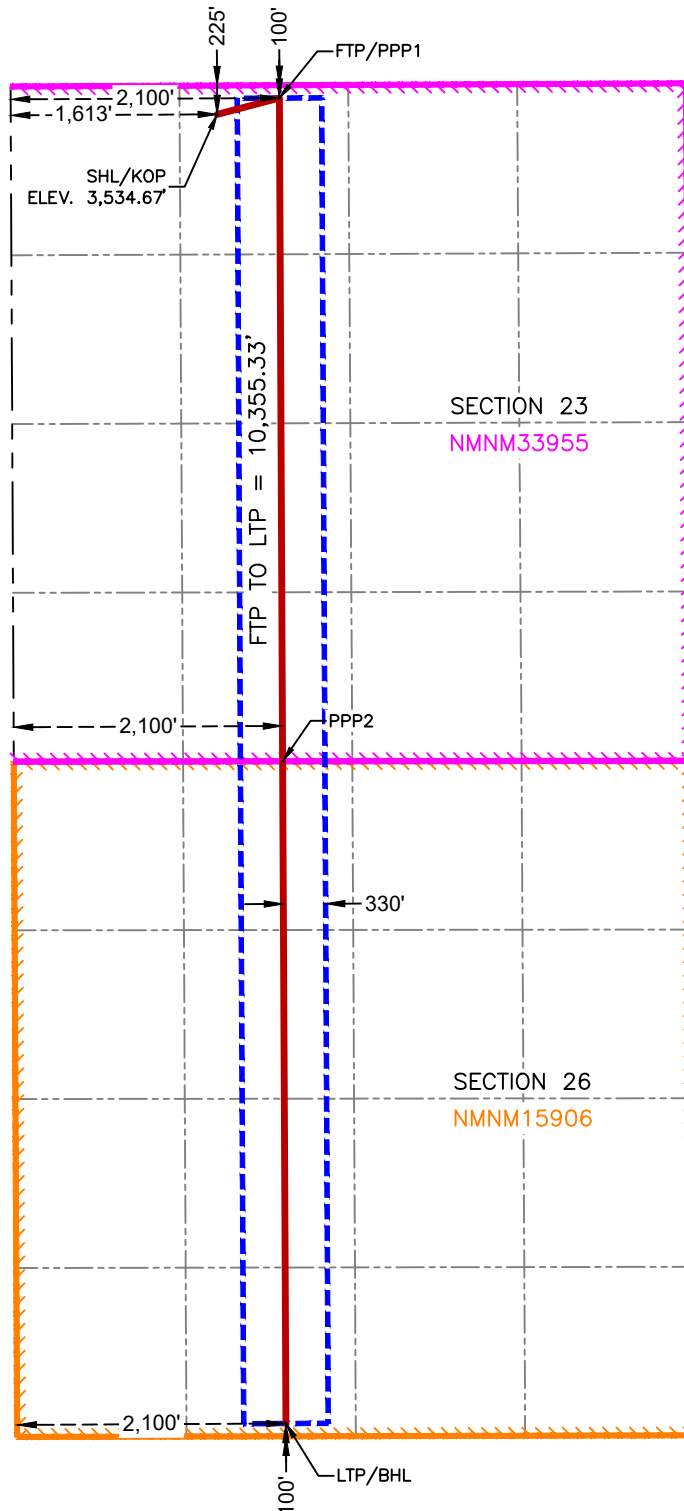 225'
100'
FTP/PPP1
2,100'
1,613'
SHL/KOP
ELEV. 3,534.67'
FTP TO LTP = 10,355.33'
SECTION 23
NMNM33955
2,100'
PPP2
330'
SECTION 26
NMNM15906
2,100'
LTP/BHL
100'